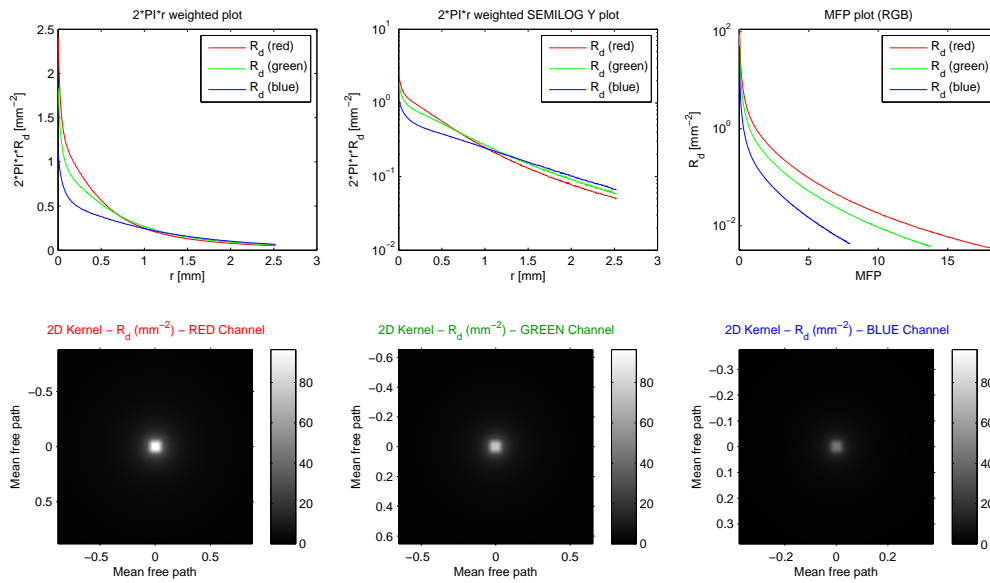 2*PI*r weighted plot
2*PI*r*R_d [mm^−2]
2.5
2
1.5
1
0.5
0
0
0.5
1
1.5
2
2.5
3
r [mm]
R_d (red)
R_d (green)
R_d (blue)
2*PI*r weighted SEMILOG Y plot
2*PI*r*R_d [mm^−2]
10^1
10^0
10^−1
10^−2
0
0.5
1
1.5
2
2.5
3
r [mm]
R_d (red)
R_d (green)
R_d (blue)
MFP plot (RGB)
R_d [mm^−2]
10^2
10^0
10^−2
0
5
10
15
MFP
R_d (red)
R_d (green)
R_d (blue)
2D Kernel − R_d (mm^−2) − RED Channel
Mean free path
−0.5
0
0.5
−0.5
0
0.5
Mean free path
80
60
40
20
0
2D Kernel − R_d (mm^−2) − GREEN Channel
Mean free path
−0.6
−0.4
−0.2
0
0.2
0.4
0.6
−0.5
0
0.5
Mean free path
80
60
40
20
0
2D Kernel − R_d (mm^−2) − BLUE Channel
Mean free path
−0.3
−0.2
−0.1
0
0.1
0.2
0.3
−0.2
0
0.2
Mean free path
80
60
40
20
0